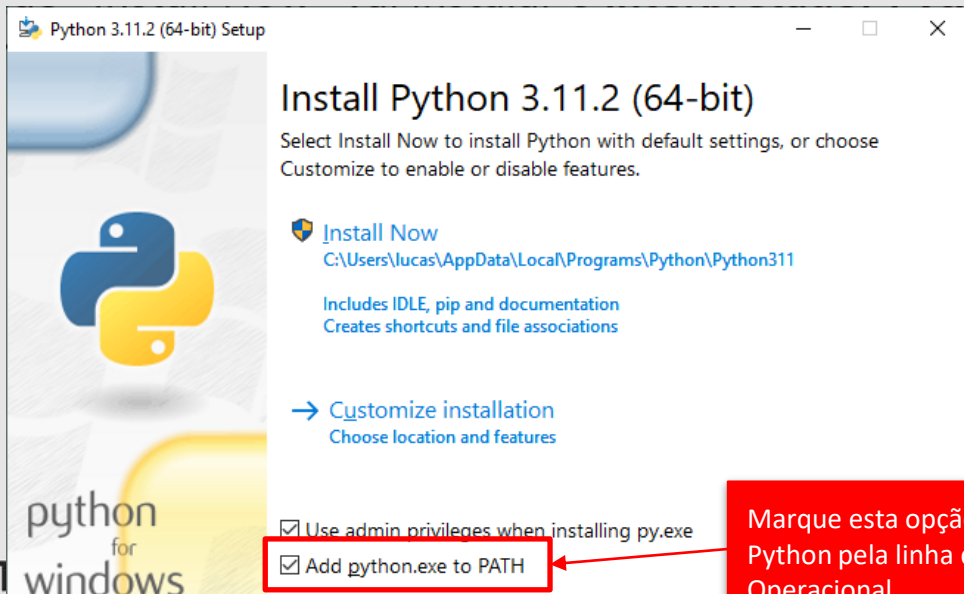 Python 3.11.2 (64-bit) Setup
Install Python 3.11.2 (64-bit)
Select Install Now to install Python with default settings, or choose
Customize to enable or disable features.
Install Now
C:\Users\lucas\AppData\Local\Programs\Python\Python311
Includes IDLE, pip and documentation
Creates shortcuts and file associations
Customize installation
Choose location and features
Use admin privileges when installing py.exe
Add python.exe to PATH
python
for
windows
Marque esta opçã
Python pela linha
Operacional